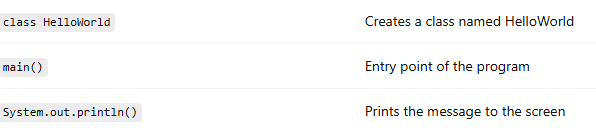 class HelloWorld Creates a class named HelloWorld
main() Entry point of the program
System.out.println() Prints the message to the screen